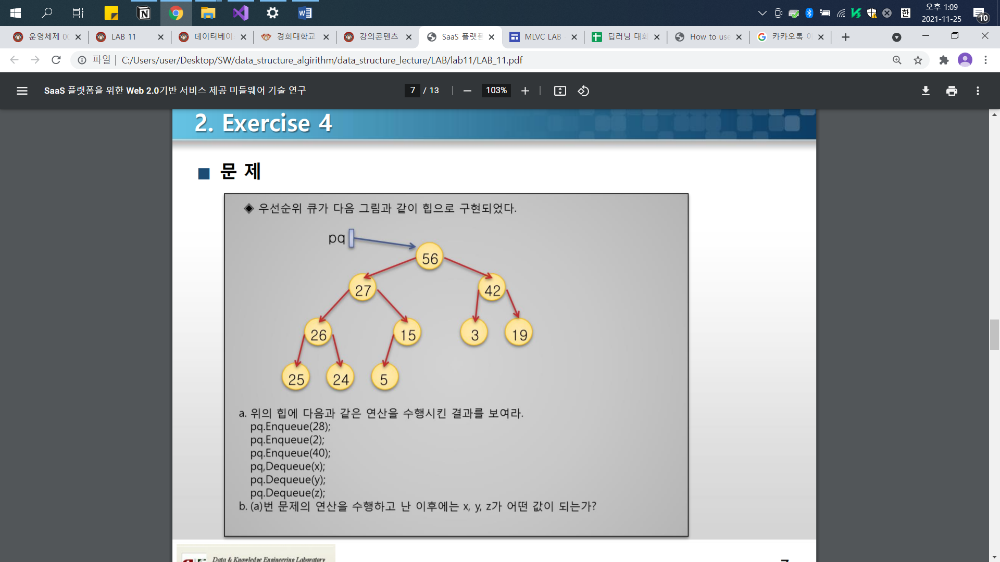 오후 1:09
2021-11-25
10
한
운영체제 0
LAB 11
데이터베이
경희대학교
강의콘텐츠
SaaS 플랫폼
MLVC LAB
딥러닝 대회
How to use
카카오톡 이
파일 | C:/Users/user/Desktop/SW/data_structure_algirithm/data_structure_lecture/LAB/lab11/LAB_11.pdf
SaaS 플랫폼을 위한 Web 2.0기반 서비스 제공 미들웨어 기술 연구
7 / 13
103%
2. Exercise 4
문 제
◈ 우선순위 큐가 다음 그림과 같이 힙으로 구현되었다.
pq
56
27 42
26 15 3 19
25 24 5
a. 위의 힙에 다음과 같은 연산을 수행시킨 결과를 보여라.
pq.Enqueue(28);
pq.Enqueue(2);
pq.Enqueue(40);
pq,Dequeue(x);
pq.Dequeue(y);
pq.Dequeue(z);
b. (a)번 문제의 연산을 수행하고 난 이후에는 x, y, z가 어떤 값이 되는가?
Data & Knowledge Engineering Laboratory